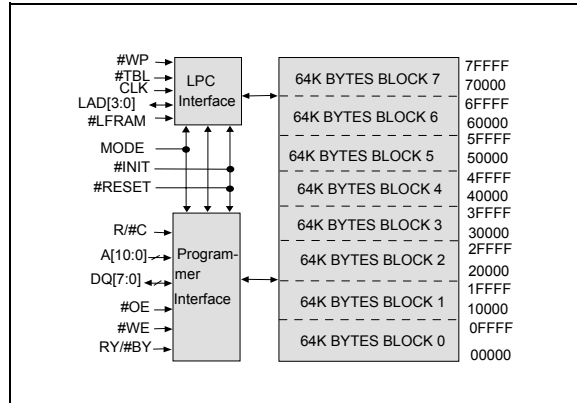 #WP
#TBL
CLK
LAD[3:0]
#LFRAM
MODE
#INIT
#RESET
R/#C
A[10:0]
DQ[7:0]
#OE
#WE
RY/#BY
LPC
Interface
Program-
mer
Interface
64K BYTES BLOCK 7
64K BYTES BLOCK 6
64K BYTES BLOCK 5
64K BYTES BLOCK 4
64K BYTES BLOCK 3
64K BYTES BLOCK 2
64K BYTES BLOCK 1
64K BYTES BLOCK 0
7FFFF
70000
6FFFF
60000
5FFFF
50000
4FFFF
40000
3FFFF
30000
2FFFF
20000
1FFFF
10000
0FFFF
00000